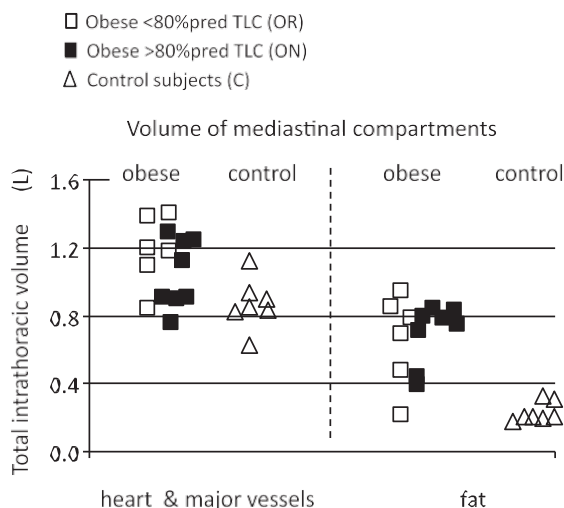 Obese <80%pred TLC (OR)
Obese >80%pred TLC (ON)
Control subjects (C)
Volume of mediastinal compartments
obese control obese control
Total intrathoracic volume (L)
1.6
1.2
0.8
0.4
0.0
heart & major vessels fat